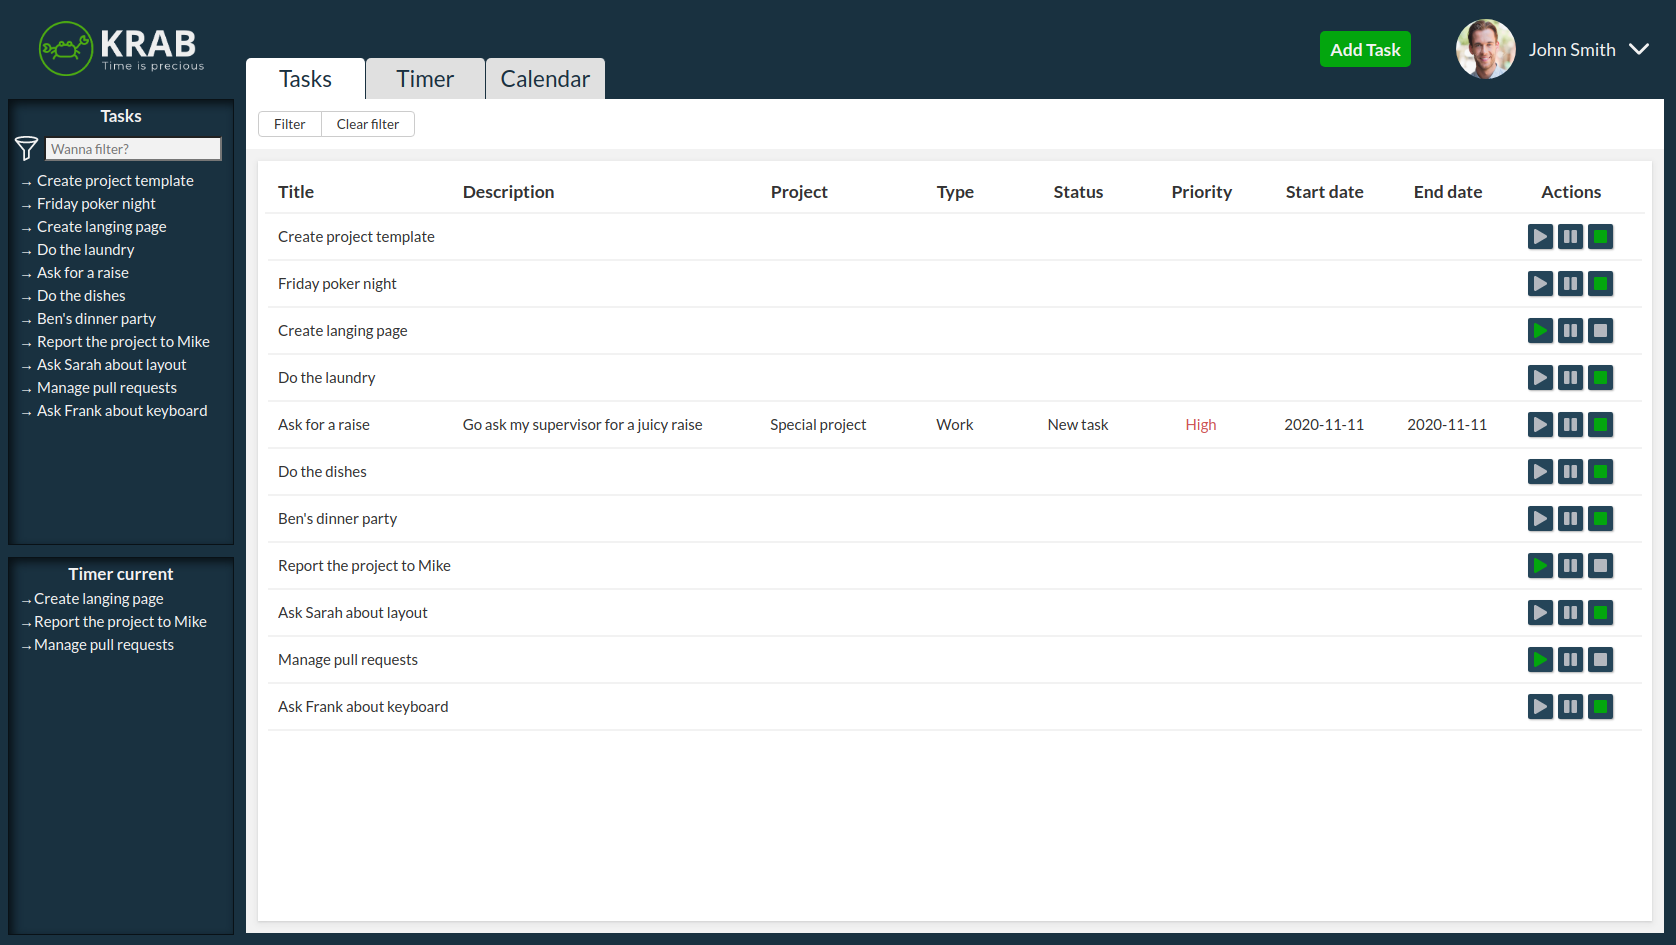 KRAB
Time is precious
Tasks Timer Calendar
Add Task
John Smith
Tasks
Wanna filter?
→ Create project template
→ Friday poker night
→ Create langing page
→ Do the laundry
→ Ask for a raise
→ Do the dishes
→ Ben's dinner party
→ Report the project to Mike
→ Ask Sarah about layout
→ Manage pull requests
→ Ask Frank about keyboard
Timer current
→Create langing page
→Report the project to Mike
→Manage pull requests
Filter Clear filter
Title Description Project Type Status Priority Start date End date Actions
Create project template
Friday poker night
Create langing page
Do the laundry
Ask for a raise Go ask my supervisor for a juicy raise Special project Work New task High 2020-11-11 2020-11-11
Do the dishes
Ben's dinner party
Report the project to Mike
Ask Sarah about layout
Manage pull requests
Ask Frank about keyboard